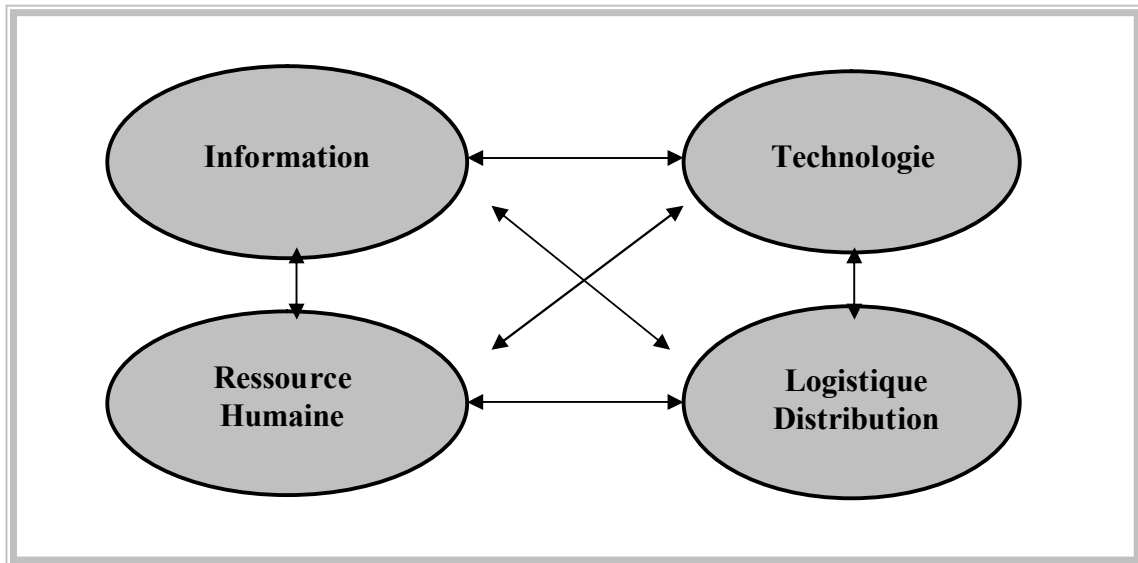 Information
Technologie
Ressource
Humaine
Logistique
Distribution